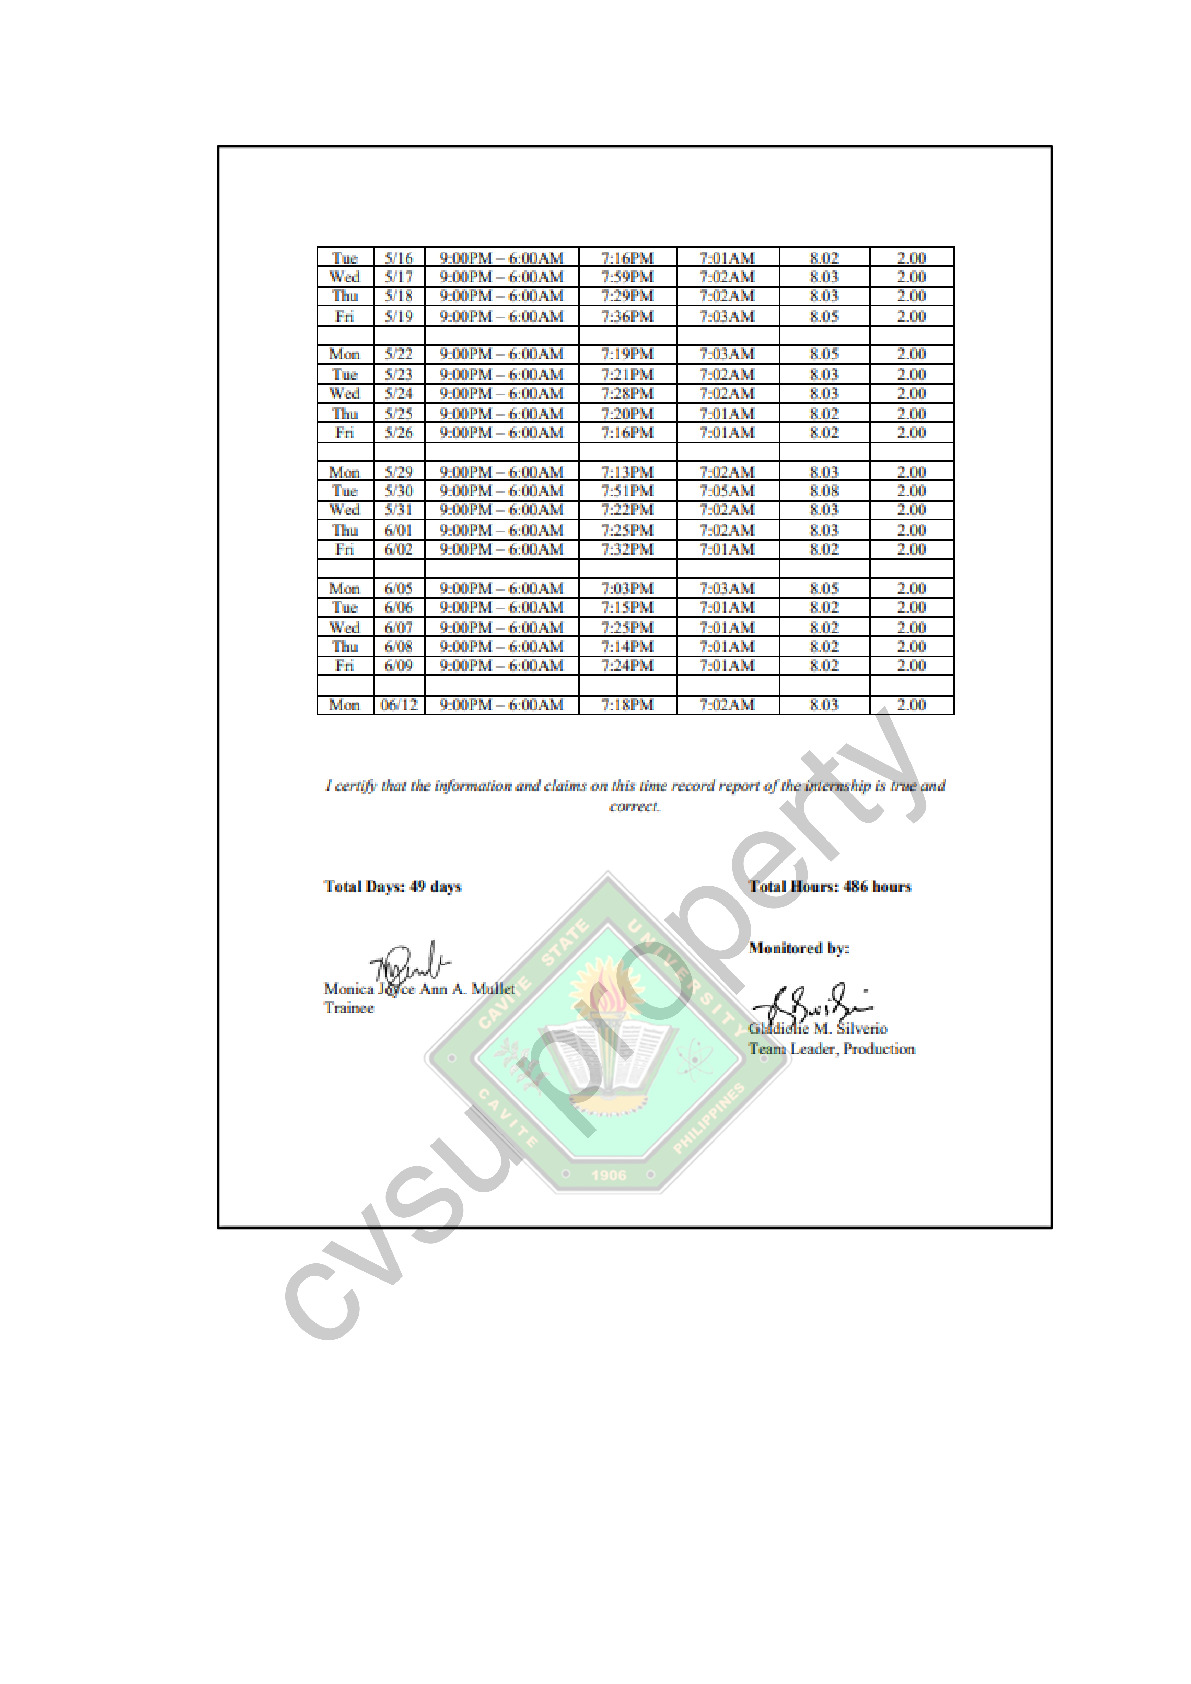 Tue 5/16 9:00PM – 6:00AM 7:16PM 7:01AM 8.02 2.00
Wed 5/17 9:00PM – 6:00AM 7:59PM 7:02AM 8.03 2.00
Thu 5/18 9:00PM – 6:00AM 7:29PM 7:02AM 8.03 2.00
Fri 5/19 9:00PM – 6:00AM 7:36PM 7:03AM 8.05 2.00
Mon 5/22 9:00PM – 6:00AM 7:19PM 7:03AM 8.05 2.00
Tue 5/23 9:00PM – 6:00AM 7:21PM 7:02AM 8.03 2.00
Wed 5/24 9:00PM – 6:00AM 7:28PM 7:02AM 8.03 2.00
Thu 5/25 9:00PM – 6:00AM 7:20PM 7:01AM 8.02 2.00
Fri 5/26 9:00PM – 6:00AM 7:16PM 7:01AM 8.02 2.00
Mon 5/29 9:00PM – 6:00AM 7:13PM 7:02AM 8.03 2.00
Tue 5/30 9:00PM – 6:00AM 7:51PM 7:05AM 8.08 2.00
Wed 5/31 9:00PM – 6:00AM 7:22PM 7:02AM 8.03 2.00
Thu 6/01 9:00PM – 6:00AM 7:25PM 7:02AM 8.03 2.00
Fri 6/02 9:00PM – 6:00AM 7:32PM 7:01AM 8.02 2.00
Mon 6/05 9:00PM – 6:00AM 7:03PM 7:03AM 8.05 2.00
Tue 6/06 9:00PM – 6:00AM 7:15PM 7:01AM 8.02 2.00
Wed 6/07 9:00PM – 6:00AM 7:25PM 7:01AM 8.02 2.00
Thu 6/08 9:00PM – 6:00AM 7:14PM 7:01AM 8.02 2.00
Fri 6/09 9:00PM – 6:00AM 7:24PM 7:01AM 8.02 2.00
Mon 06/12 9:00PM – 6:00AM 7:18PM 7:02AM 8.03 2.00
I certify that the information and claims on this time record report of the internship is true and
correct.
Total Days: 49 days
Total Hours: 486 hours
Monitored by:
Monica Joyce Ann A. Mullet
Trainee
Gladiolie M. Silverio
Team Leader, Production
CAVITE STATE UNIVERSITY
CAVITE
PHILIPPINES
1906
cvsu property